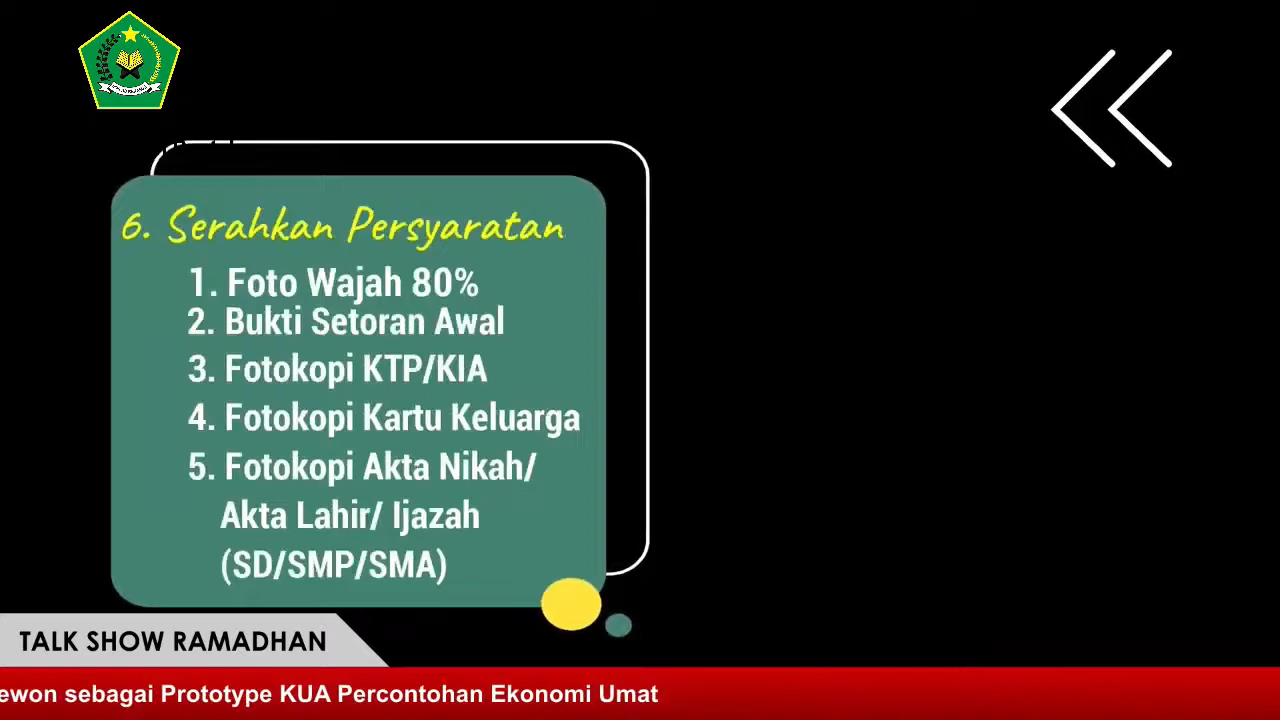 6. Serahkan Persyaratan
1. Foto Wajah 80%
2. Bukti Setoran Awal
3. Fotokopi KTP/KIA
4. Fotokopi Kartu Keluarga
5. Fotokopi Akta Nikah/
Akta Lahir/ Ijazah
(SD/SMP/SMA)
TALK SHOW RAMADHAN
sebagai Prototype KUA Percontohan Ekonomi Umat